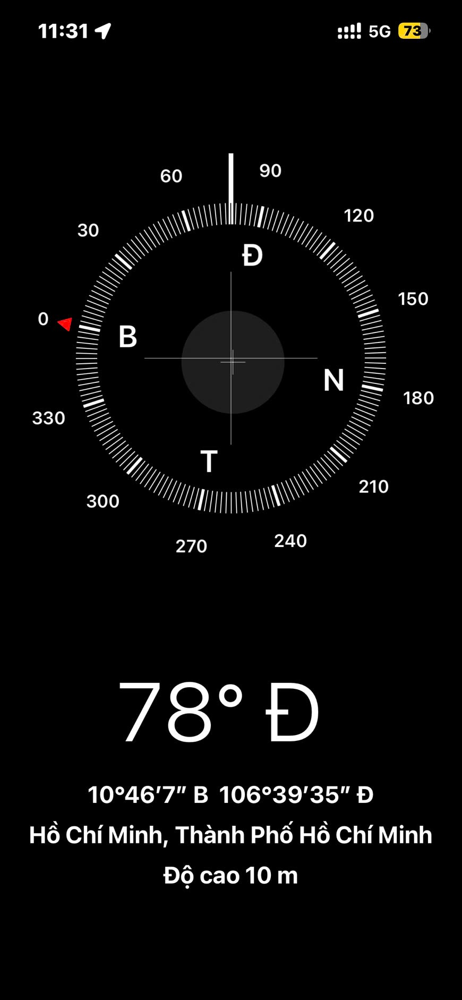 11:31 5G 73
60 90
30 120
0 150
Đ
B
N
330 180
T
300 210
270 240
78° Đ
10°46′7″ B 106°39′35″ Đ
Hồ Chí Minh, Thành Phố Hồ Chí Minh
Độ cao 10 m